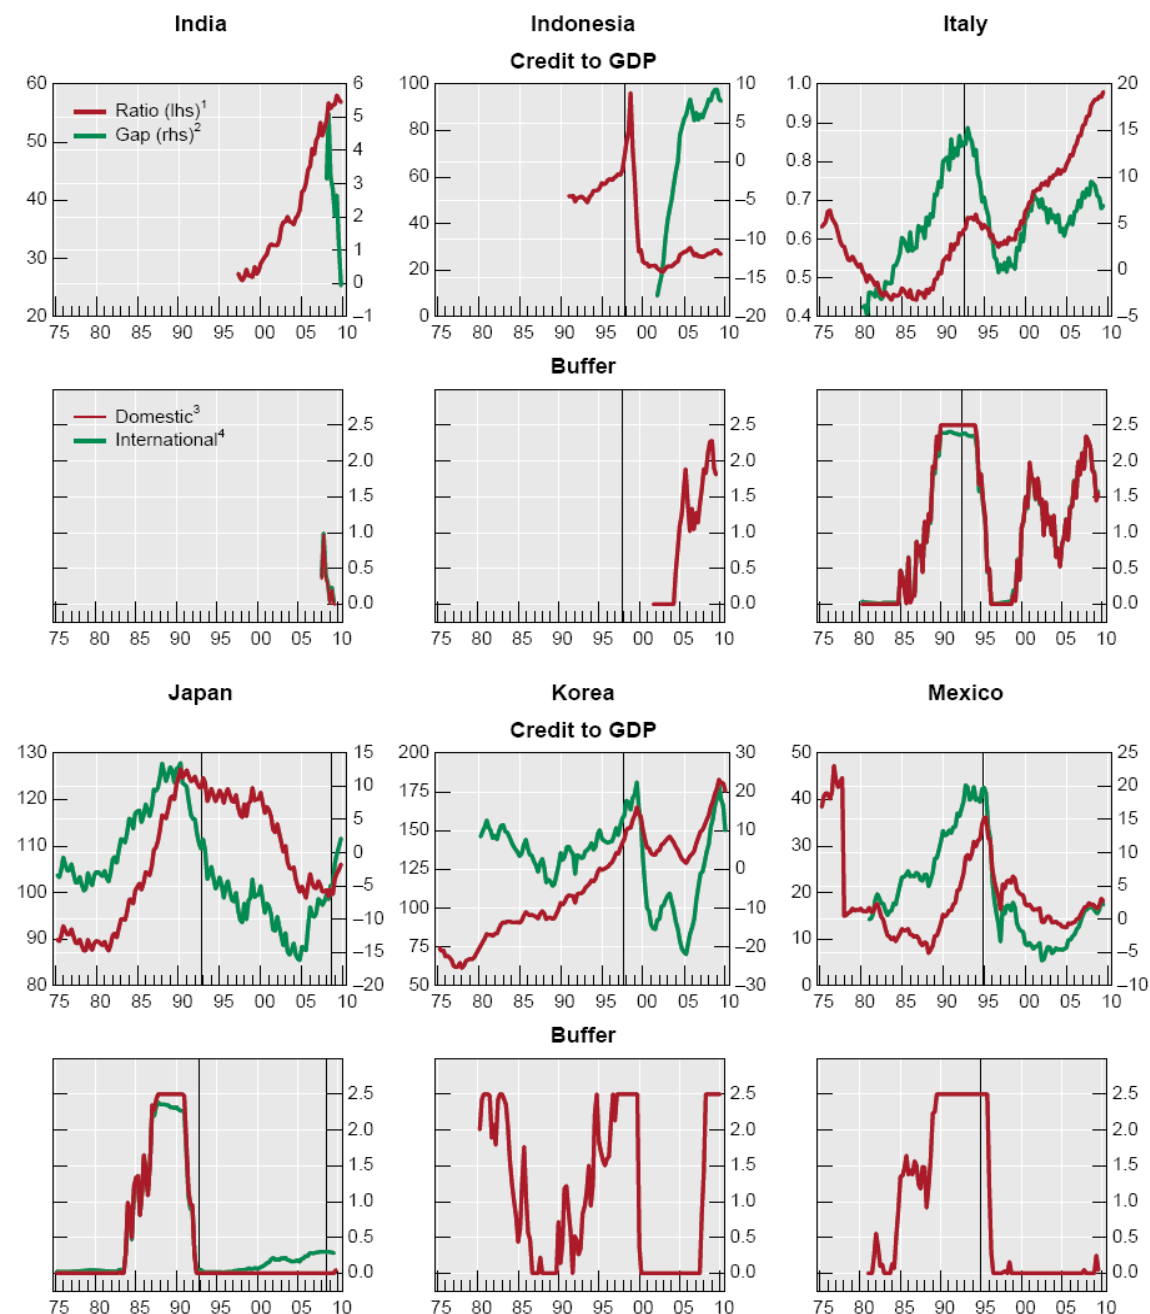 India Indonesia Italy
Credit to GDP
60 6 100 10 1.0 20
Ratio (lhs)1
Gap (rhs)2
5 0.9
50 80 5 15
4 0.8
0
40 3 60 10
–5 0.7
2 40 5
30 1 –10 0.6
0 20 –15 0.5 0
20 –1 0 –20 0.4 –5
75 80 85 90 95 00 05 10 75 80 85 90 95 00 05 10 75 80 85 90 95 00 05 10
Buffer
Domestic3
International4
2.5 2.5 2.5
2.0 2.0 2.0
1.5 1.5 1.5
1.0 1.0 1.0
0.5 0.5 0.5
0.0 0.0 0.0
75 80 85 90 95 00 05 10 75 80 85 90 95 00 05 10 75 80 85 90 95 00 05 10
Japan Korea Mexico
Credit to GDP
130 15 200 30 50 25
10 175 20 20
120 5 40 15
110 0 150 10 30 10
100 –5 125 0 20 5
–10 100 –10 0
90 –15 75 –20 10 –5
80 –20 50 –30 0 –10
75 80 85 90 95 00 05 10 75 80 85 90 95 00 05 10 75 80 85 90 95 00 05 10
Buffer
2.5 2.5 2.5
2.0 2.0 2.0
1.5 1.5 1.5
1.0 1.0 1.0
0.5 0.5 0.5
0.0 0.0 0.0
75 80 85 90 95 00 05 10 75 80 85 90 95 00 05 10 75 80 85 90 95 00 05 10